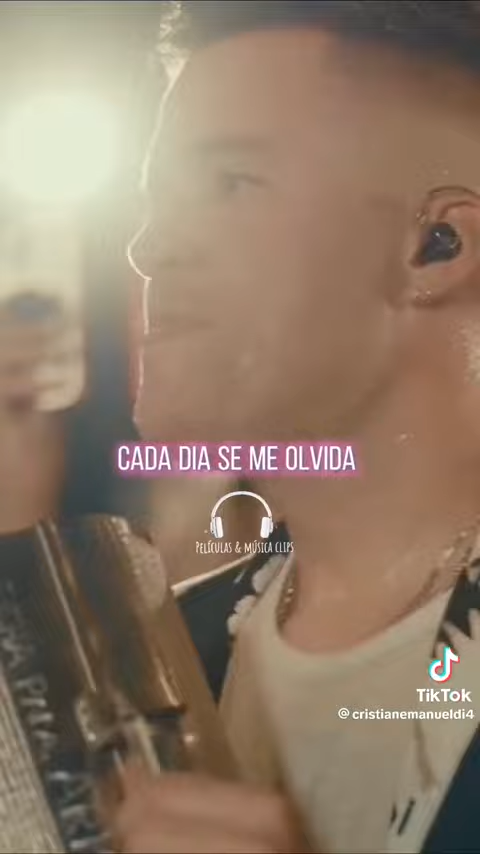 CADA DIA SE ME OLVIDA
PELÍCULAS & MÚSICA CLIPS
TikTok
@cristianemanueldi4